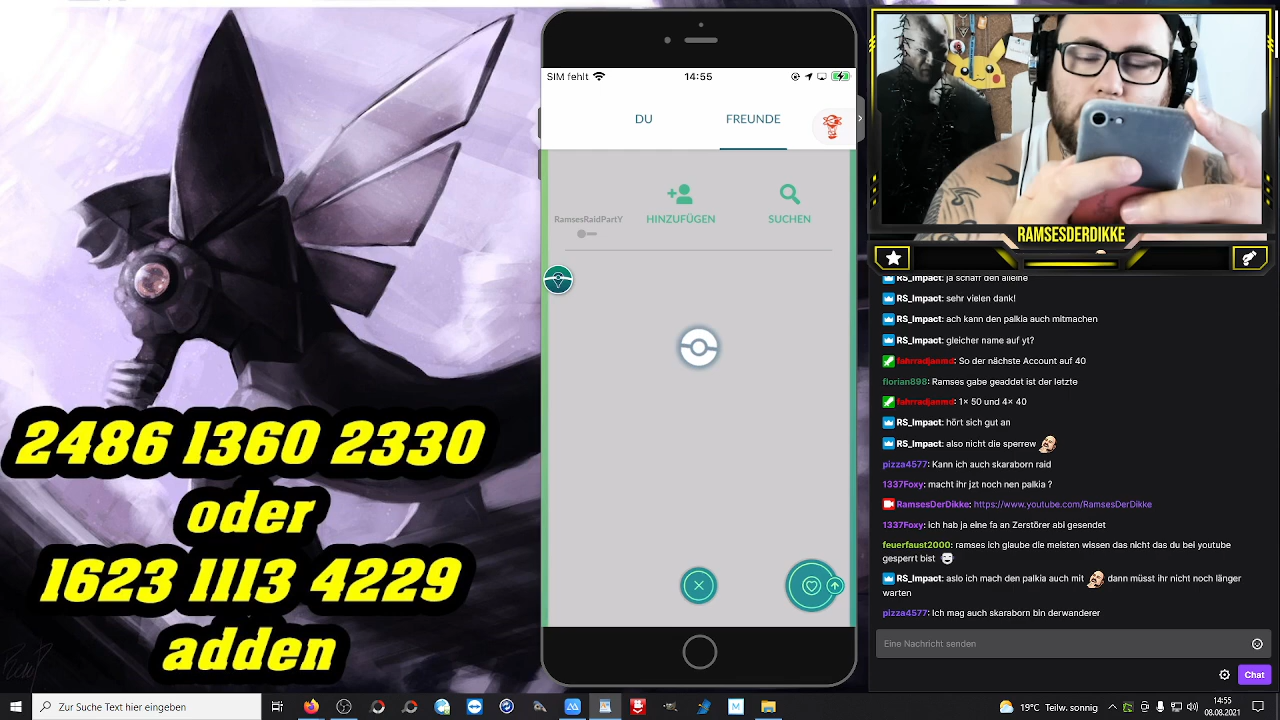 2486 1360 2330
oder
1623 1113 4229
adden
SIM fehlt
14:55
DU
FREUNDE
RamsesRaidPartY
HINZUFÜGEN
SUCHEN
RAMSESDERDIKKE
RS_Impact: ja schaff den alleine
RS_Impact: sehr vielen dank!
RS_Impact: ach kann den palkia auch mitmachen
RS_Impact: gleicher name auf yt?
fahrradjanmd: So der nächste Account auf 40
florian898: Ramses gabe geaddet ist der letzte
fahrradjanmd: 1x 50 und 4x 40
RS_Impact: hört sich gut an
RS_Impact: also nicht die sperrew
pizza4577: Kann ich auch skaraborn raid
1337Foxy: macht ihr jzt noch nen palkia ?
RamsesDerDikke: https://www.youtube.com/RamsesDerDikke
1337Foxy: ich hab ja eine fa an Zerstörer abi gesendet
feuerfaust2000: ramses ich glaube die meisten wissen das nicht das du bei youtube
gesperrt bist
RS_Impact: aslo ich mach den palkia auch mit dann müsst ihr nicht noch länger
warten
pizza4577: Ich mag auch skaraborn bin derwanderer
Eine Nachricht senden
Chat
Zur Suche Text hier eingeben
19°C Teilw. sonnig
14:55
08.08.2021